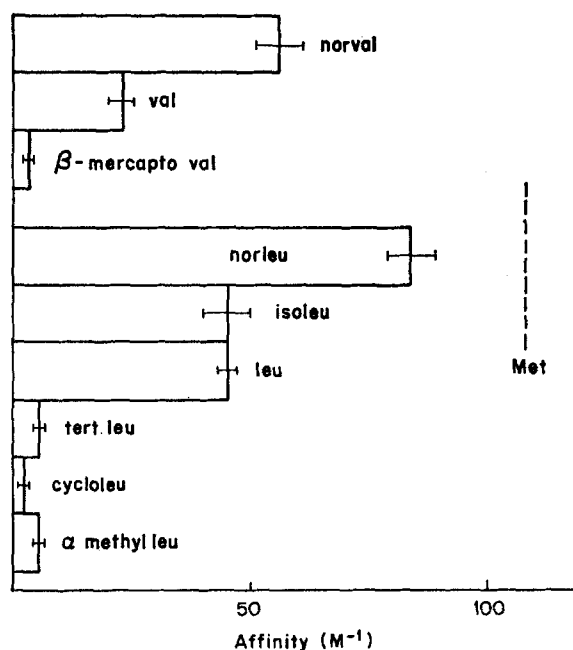 norval
val
β-mercapto val
norleu
isoleu
leu
Met
tert. leu
cycloleu
α methyl leu
50 100
Affinity (M⁻¹)